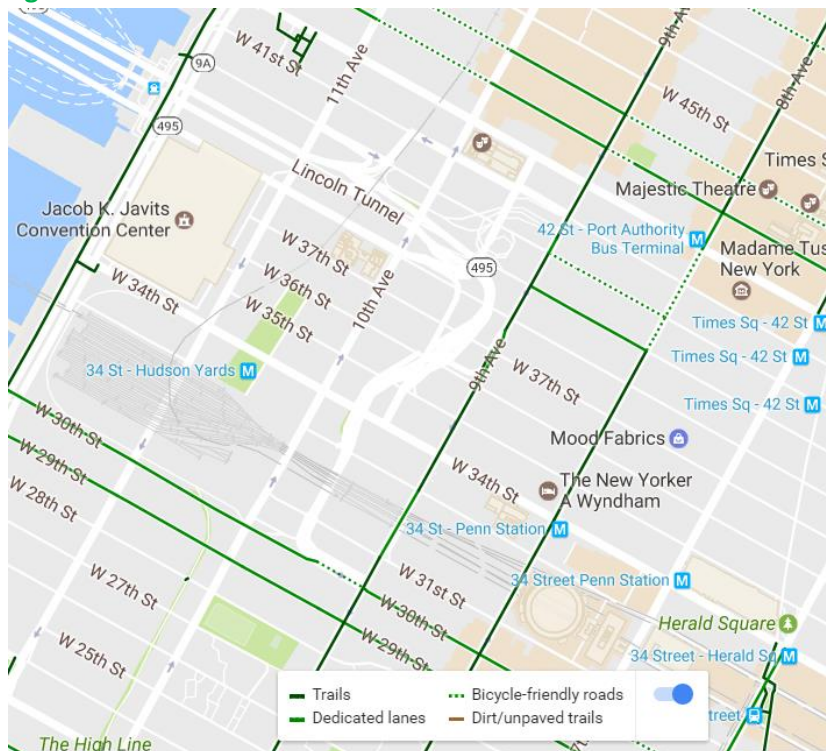 9A
W 41st St
11th Ave
9th Ave
8th Ave
495
W 45th St
Lincoln Tunnel
Majestic Theatre
Times S
Jacob K. Javits
Convention Center
42 St - Port Authority
Bus Terminal
Madame Tus
New York
W 37th St
W 36th St
W 35th St
W 34th St
10th Ave
495
Times Sq - 42 St M
Times Sq - 42 St M
Times Sq - 42 St M
34 St - Hudson Yards M
9th Ave
W 37th St
Mood Fabrics
W 30th St
W 29th St
W 28th St
W 34th St
The New Yorker
A Wyndham
34 St - Penn Station M
W 27th St
W 31st St
34 Street Penn Station M
W 25th St
W 30th St
W 29th St
Herald Square
34 Street - Herald Sq M
Trails
Dedicated lanes
Bicycle-friendly roads
Dirt/unpaved trails
treet
The High Line